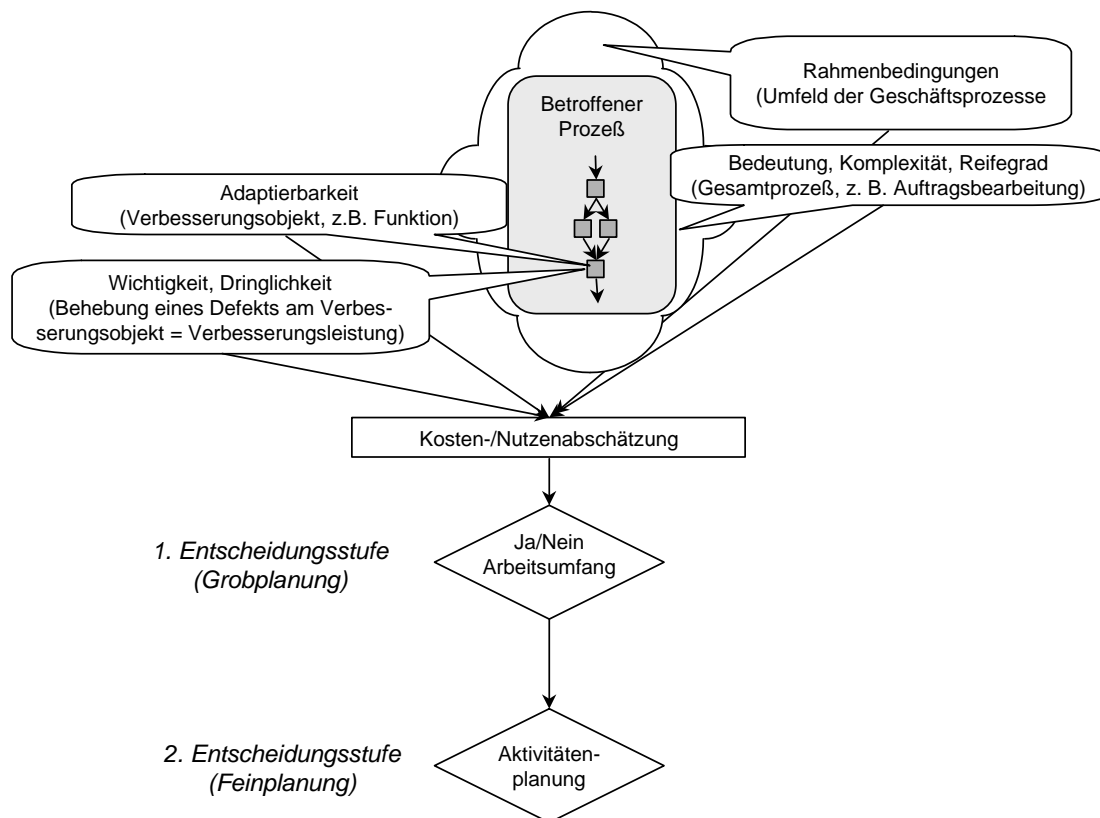 Rahmenbedingungen
(Umfeld der Geschäftsprozesse
Betroffener
Prozeß
Bedeutung, Komplexität, Reifegrad
(Gesamtprozeß, z. B. Auftragsbearbeitung)
Adaptierbarkeit
(Verbesserungsobjekt, z.B. Funktion)
Wichtigkeit, Dringlichkeit
(Behebung eines Defekts am Verbes-
serungsobjekt = Verbesserungsleistung)
Kosten-/Nutzenabschätzung
1. Entscheidungsstufe
(Grobplanung)
Ja/Nein
Arbeitsumfang
2. Entscheidungsstufe
(Feinplanung)
Aktivitäten-
planung